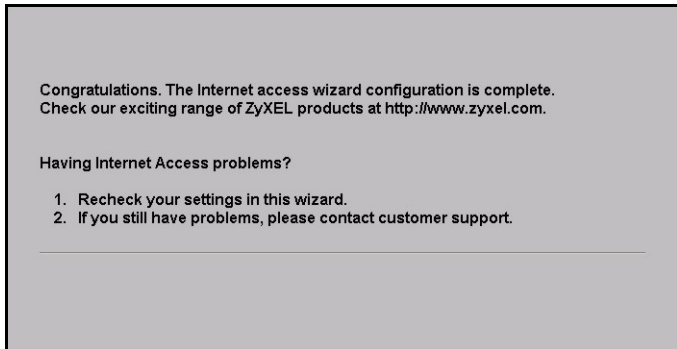 Congratulations. The Internet access wizard configuration is complete.
Check our exciting range of ZyXEL products at http://www.zyxel.com.
Having Internet Access problems?
1. Recheck your settings in this wizard.
2. If you still have problems, please contact customer support.